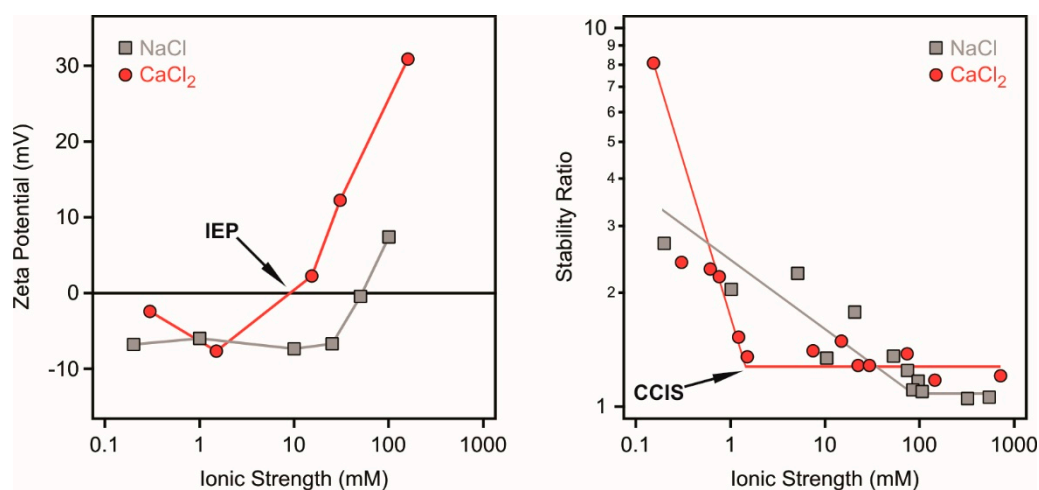 NaCl
CaCl₂
IEP
Zeta Potential (mV)
30
20
10
0
-10
0.1
1
10
100
1000
Ionic Strength (mM)
NaCl
CaCl₂
CCIS
Stability Ratio
10
9
8
7
6
5
4
3
2
1
0.1
1
10
100
1000
Ionic Strength (mM)